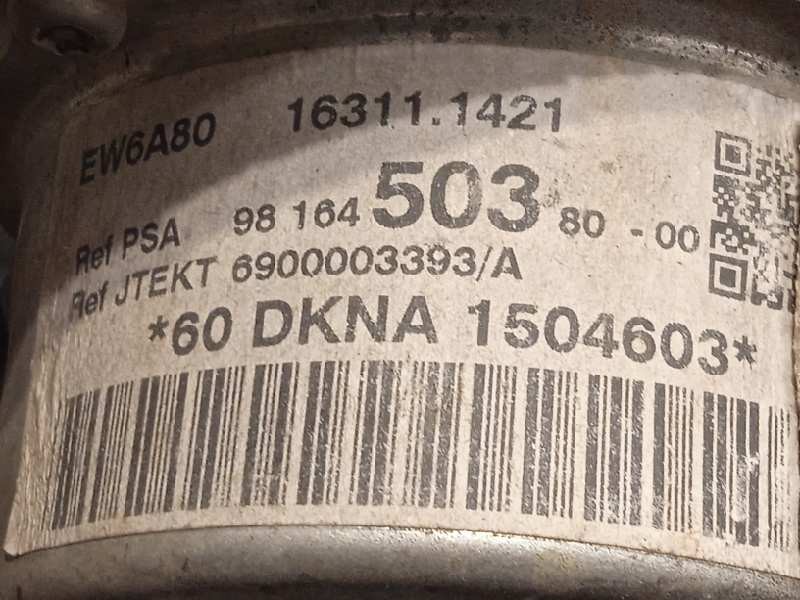 EW6A80 16311.1421
Ref PSA 98 164 503 80 - 00
Ref JTEKT 6900003393/A
*60 DKNA 1504603*